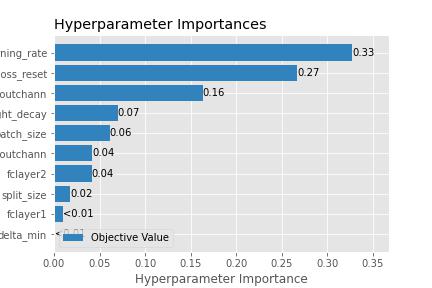 Hyperparameter Importances
ning_rate 0.33
oss_reset 0.27
outchann 0.16
ght_decay 0.07
atch_size 0.06
outchann 0.04
fclayer2 0.04
split_size 0.02
fclayer1 <0.01
delta_min <0.01
Objective Value
0.00 0.05 0.10 0.15 0.20 0.25 0.30 0.35
Hyperparameter Importance